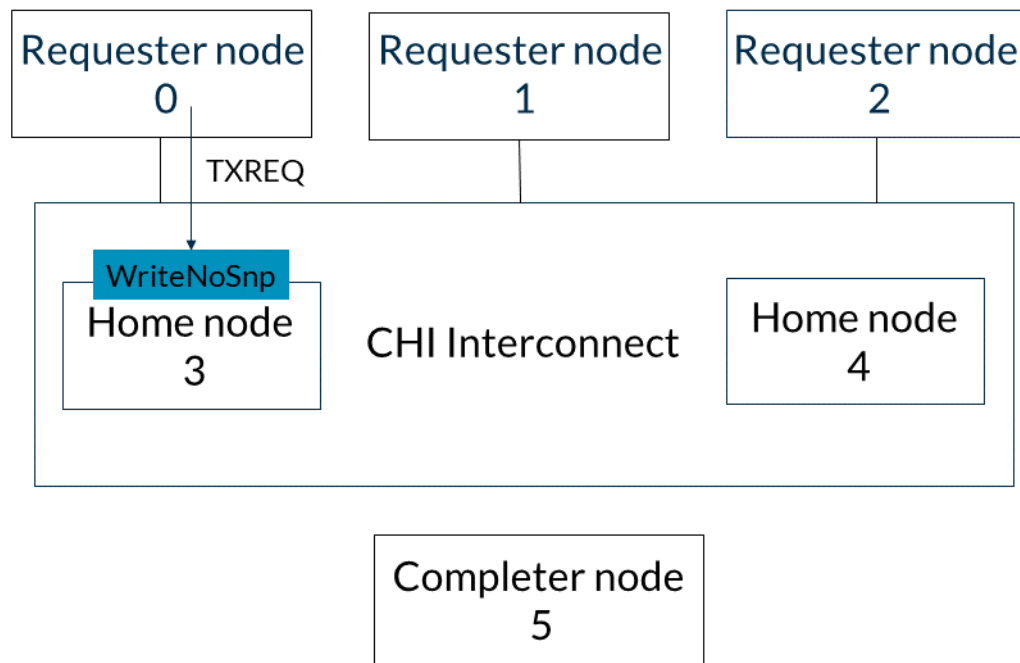 Requester node
0
Requester node
1
Requester node
2
TXREQ
WriteNoSnp
Home node
3
CHI Interconnect
Home node
4
Completer node
5